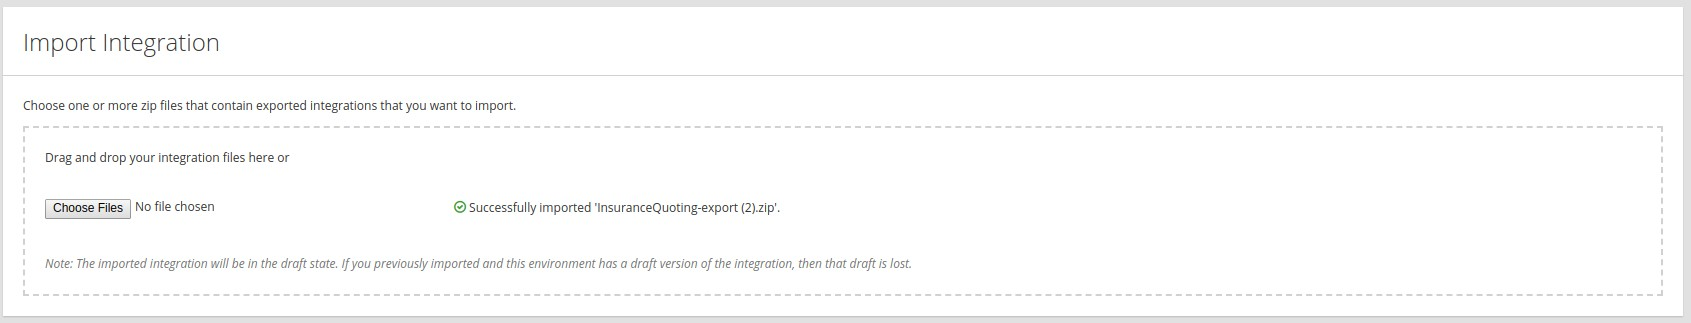 Import Integration
Choose one or more zip files that contain exported integrations that you want to import.
Drag and drop your integration files here or
Choose Files No file chosen Successfully imported 'InsuranceQuoting-export (2).zip'.
Note: The imported integration will be in the draft state. If you previously imported and this environment has a draft version of the integration, then that draft is lost.